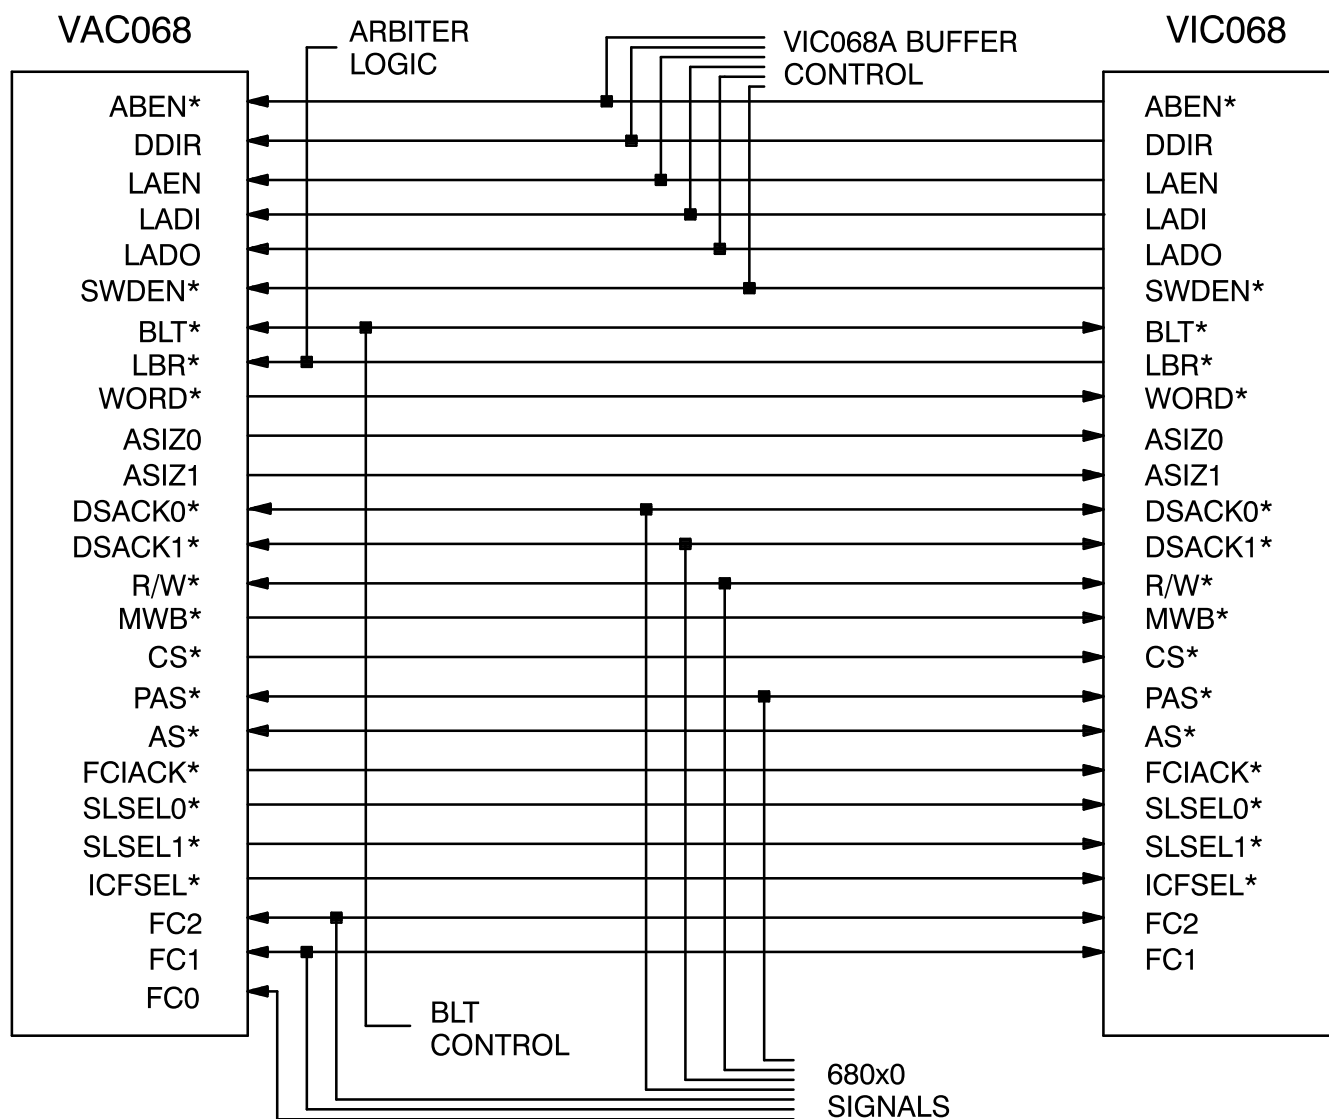 VAC068
ARBITER
LOGIC
VIC068A BUFFER
CONTROL
VIC068
ABEN* ABEN*
DDIR DDIR
LAEN LAEN
LADI LADI
LADO LADO
SWDEN* SWDEN*
BLT* BLT*
LBR* LBR*
WORD* WORD*
ASIZ0 ASIZ0
ASIZ1 ASIZ1
DSACK0* DSACK0*
DSACK1* DSACK1*
R/W* R/W*
MWB* MWB*
CS* CS*
PAS* PAS*
AS* AS*
FCIACK* FCIACK*
SLSEL0* SLSEL0*
SLSEL1* SLSEL1*
ICFSEL* ICFSEL*
FC2 FC2
FC1 FC1
FC0
BLT
CONTROL
680x0
SIGNALS